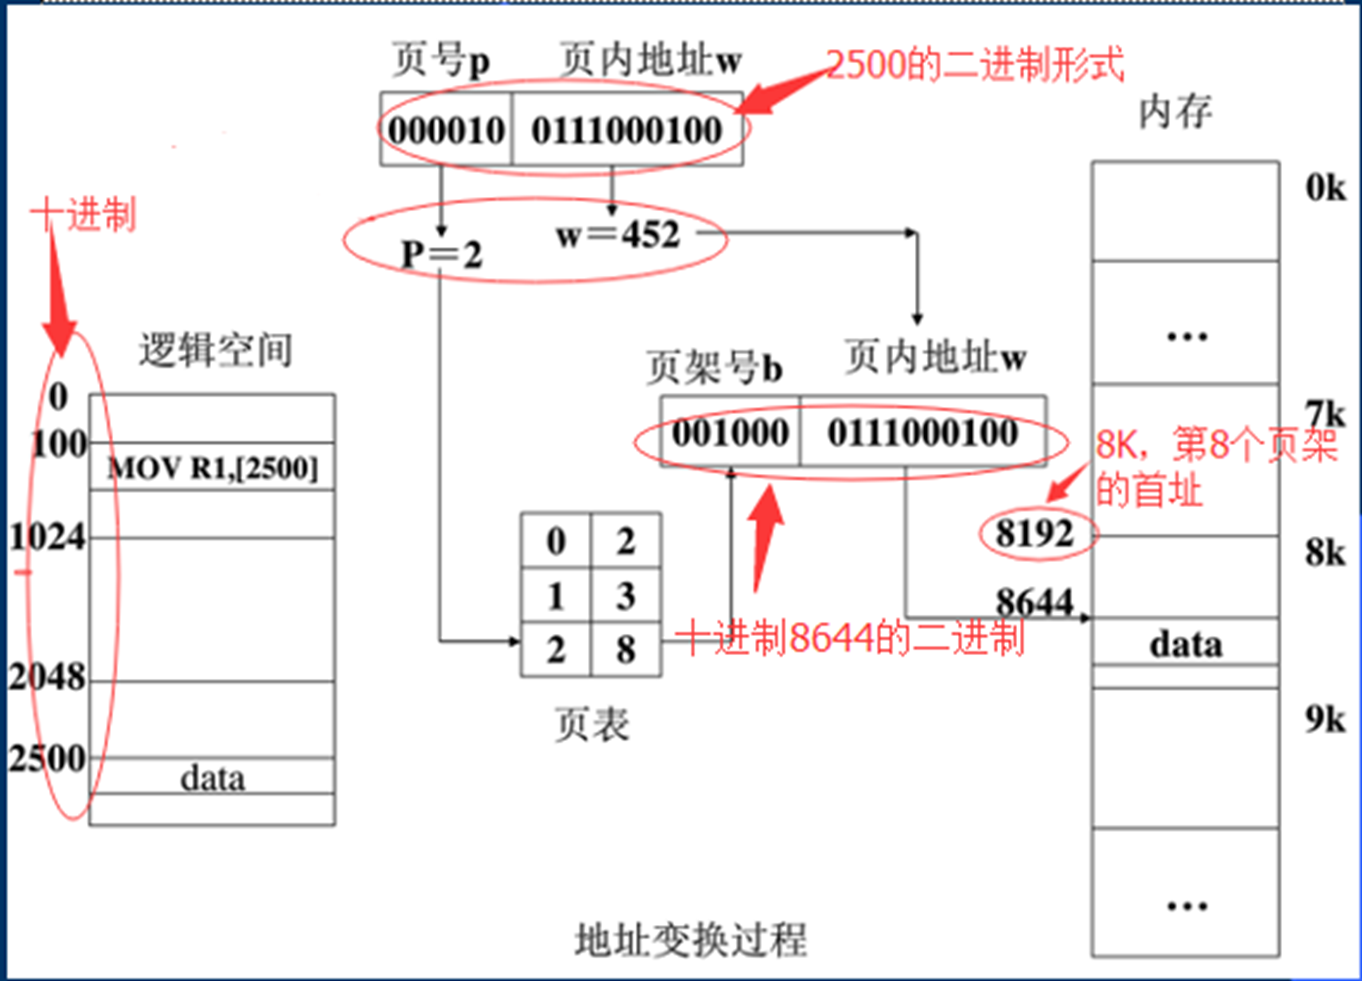 页号p 页内地址w
2500的二进制形式
000010 0111000100
内存
0k
十进制
P=2 w=452
...
逻辑空间
页架号b 页内地址w
0
7k
100
001000 0111000100
8K，第8个页架
的首址
MOV R1,[2500]
8192
1024
0 2
8k
1 3
8644
十进制8644的二进制
2 8
data
2048
9k
页表
2500
data
...
地址变换过程